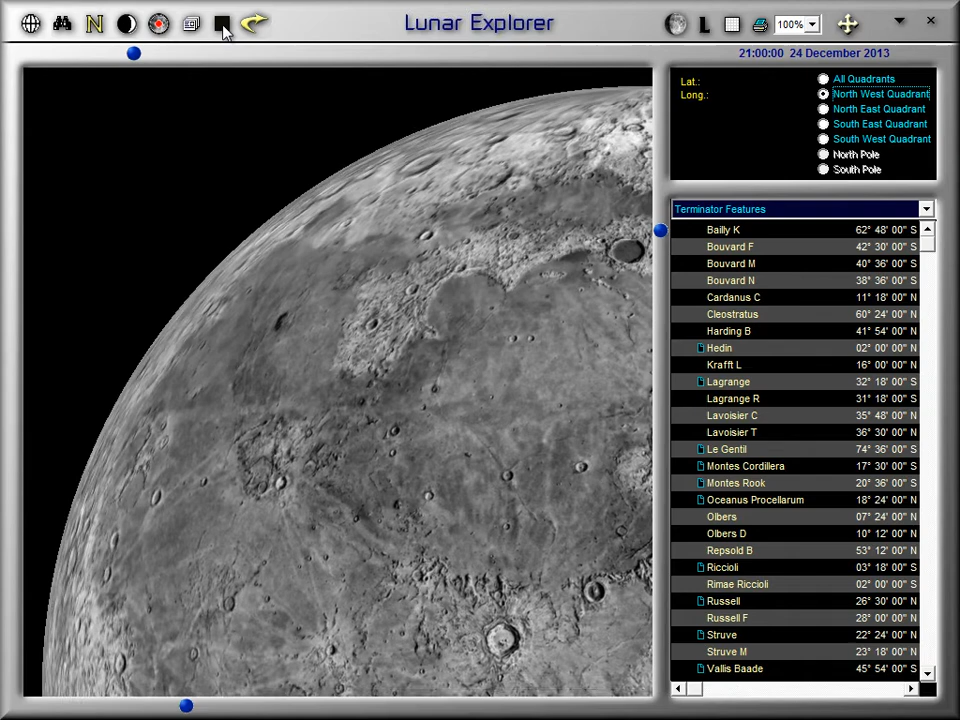 N
Lunar Explorer
L
100%
21:00:00 24 December 2013
Lat.:
Long.:
All Quadrants
North West Quadrant
North East Quadrant
South East Quadrant
South West Quadrant
North Pole
South Pole
Terminator Features
Bailly K 62° 48' 00" S
Bouvard F 42° 30' 00" S
Bouvard M 40° 36' 00" S
Bouvard N 38° 36' 00" S
Cardanus C 11° 18' 00" N
Cleostratus 60° 24' 00" N
Harding B 41° 54' 00" N
Hedin 02° 00' 00" N
Krafft L 16° 00' 00" N
Lagrange 32° 18' 00" S
Lagrange R 31° 18' 00" S
Lavoisier C 35° 48' 00" N
Lavoisier T 36° 30' 00" N
Le Gentil 74° 36' 00" S
Montes Cordillera 17° 30' 00" S
Montes Rook 20° 36' 00" S
Oceanus Procellarum 18° 24' 00" N
Olbers 07° 24' 00" N
Olbers D 10° 12' 00" N
Repsold B 53° 12' 00" N
Riccioli 03° 18' 00" S
Rimae Riccioli 02° 00' 00" N
Russell 26° 30' 00" N
Russell F 28° 00' 00" N
Struve 22° 24' 00" N
Struve M 23° 18' 00" N
Vallis Baade 45° 54' 00" S